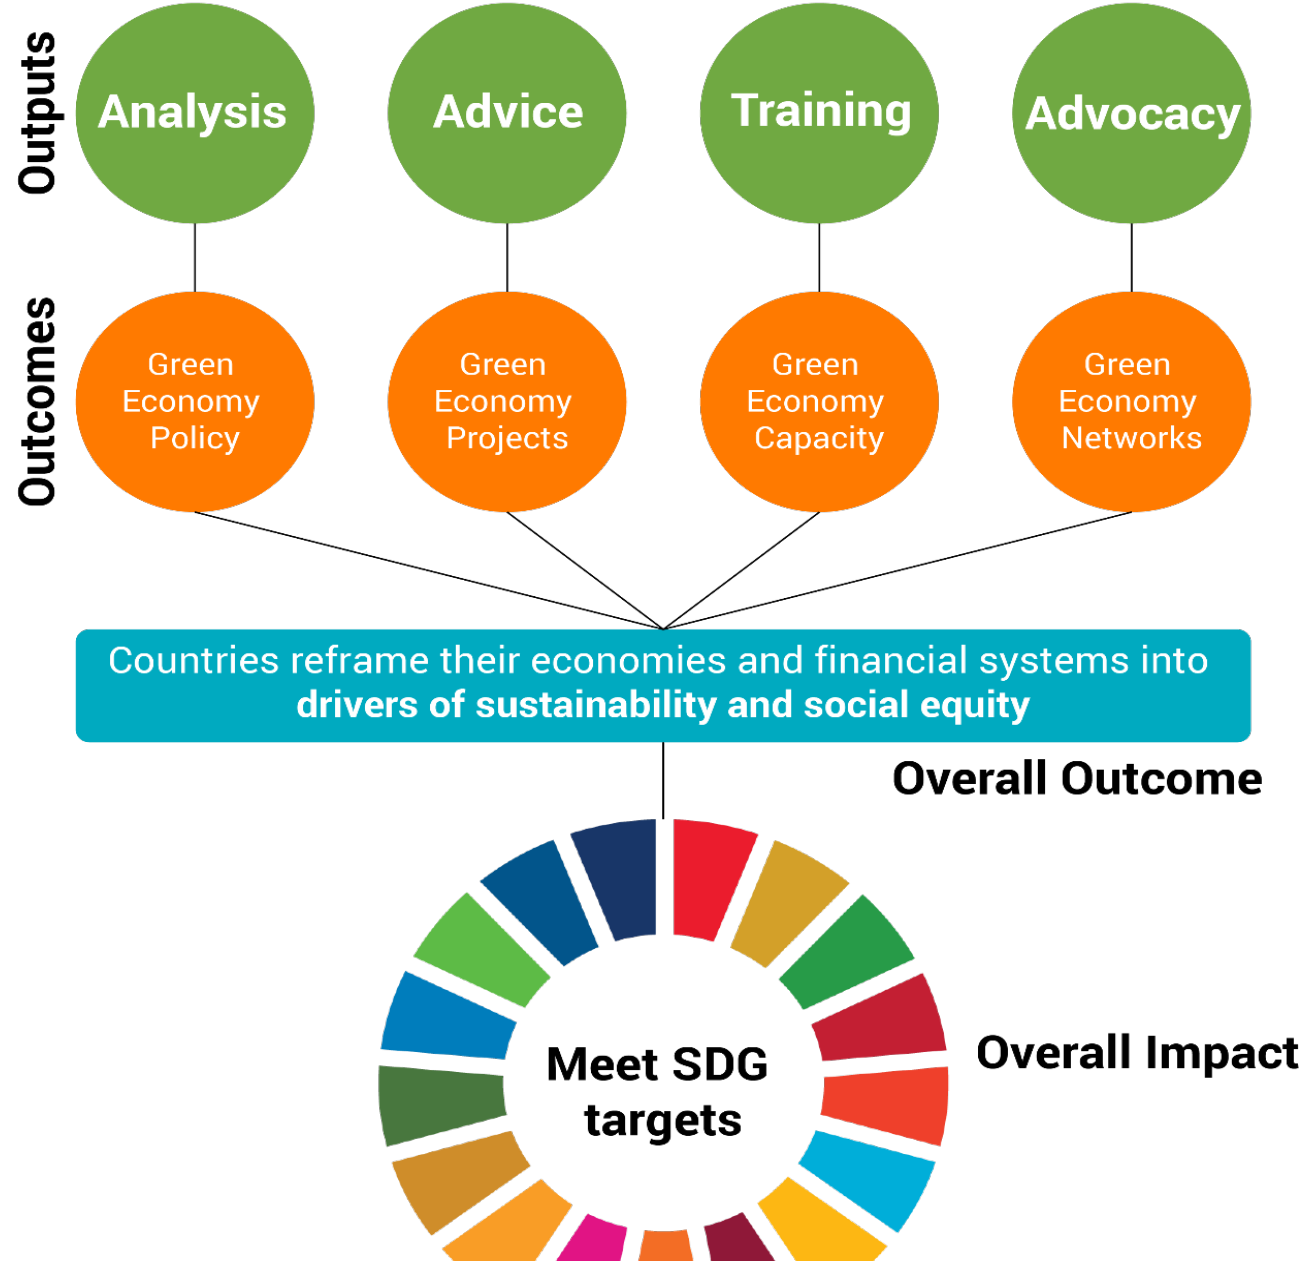 Outputs
Analysis
Advice
Training
Advocacy
Outcomes
Green
Economy
Policy
Green
Economy
Projects
Green
Economy
Capacity
Green
Economy
Networks
Countries reframe their economies and financial systems into
drivers of sustainability and social equity
Overall Outcome
Meet SDG
targets
Overall Impact